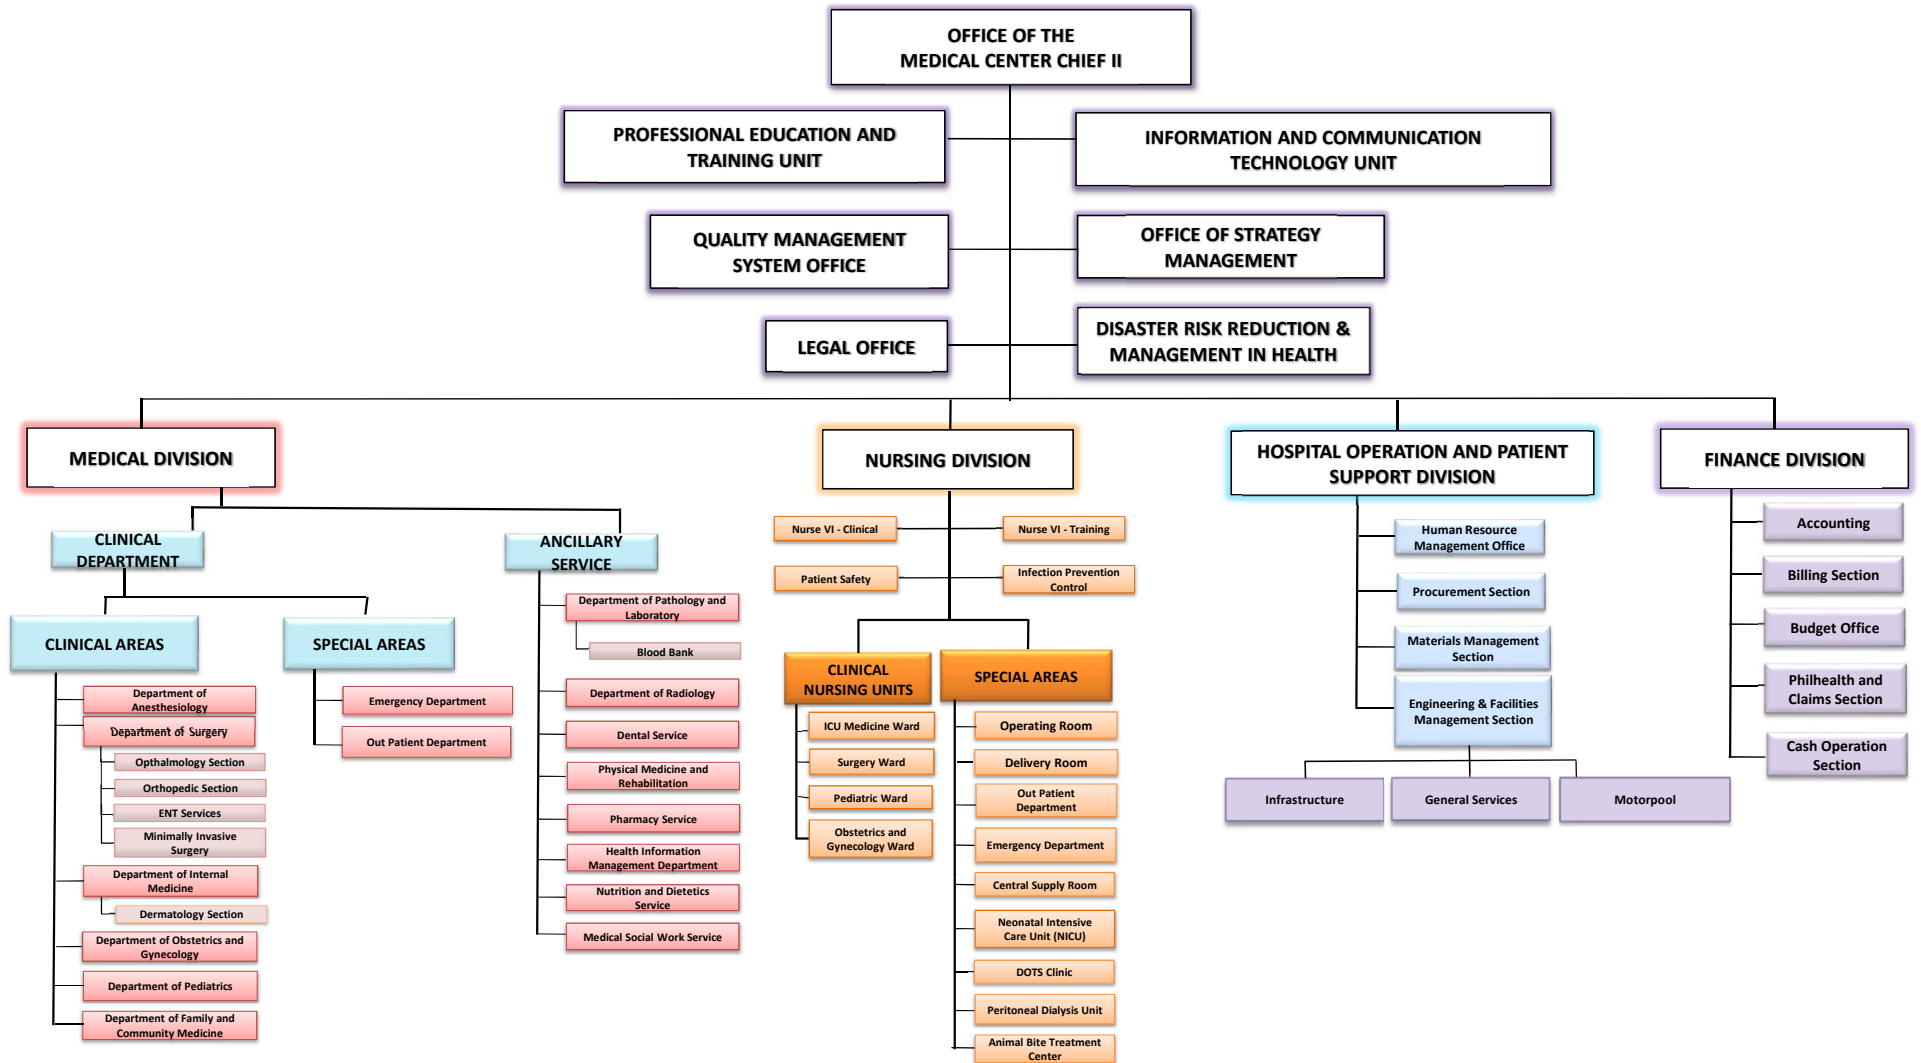 OFFICE OF THE
MEDICAL CENTER CHIEF II
PROFESSIONAL EDUCATION AND
TRAINING UNIT
INFORMATION AND COMMUNICATION
TECHNOLOGY UNIT
QUALITY MANAGEMENT
SYSTEM OFFICE
OFFICE OF STRATEGY
MANAGEMENT
LEGAL OFFICE
DISASTER RISK REDUCTION &
MANAGEMENT IN HEALTH
MEDICAL DIVISION
CLINICAL
DEPARTMENT
CLINICAL AREAS
Department of
Anesthesiology
Department of Surgery
Opthalmology Section
Orthopedic Section
ENT Services
Minimally Invasive
Surgery
Department of Internal
Medicine
Dermatology Section
Department of Obstetrics and
Gynecology
Department of Pediatrics
Department of Family and
Community Medicine
SPECIAL AREAS
Emergency Department
Out Patient Department
ANCILLARY
SERVICE
Department of Pathology and
Laboratory
Blood Bank
Department of Radiology
Dental Service
Physical Medicine and
Rehabilitation
Pharmacy Service
Health Information
Management Department
Nutrition and Dietetics
Service
Medical Social Work Service
NURSING DIVISION
Nurse VI - Clinical
Nurse VI - Training
Patient Safety
Infection Prevention
Control
CLINICAL
NURSING UNITS
ICU Medicine Ward
Surgery Ward
Pediatric Ward
Obstetrics and
Gynecology Ward
SPECIAL AREAS
Operating Room
Delivery Room
Out Patient
Department
Emergency Department
Central Supply Room
Neonatal Intensive
Care Unit (NICU)
DOTS Clinic
Peritoneal Dialysis Unit
Animal Bite Treatment
Center
HOSPITAL OPERATION AND PATIENT
SUPPORT DIVISION
Human Resource
Management Office
Procurement Section
Materials Management
Section
Engineering & Facilities
Management Section
Infrastructure
General Services
Motorpool
FINANCE DIVISION
Accounting
Billing Section
Budget Office
Philhealth and
Claims Section
Cash Operation
Section